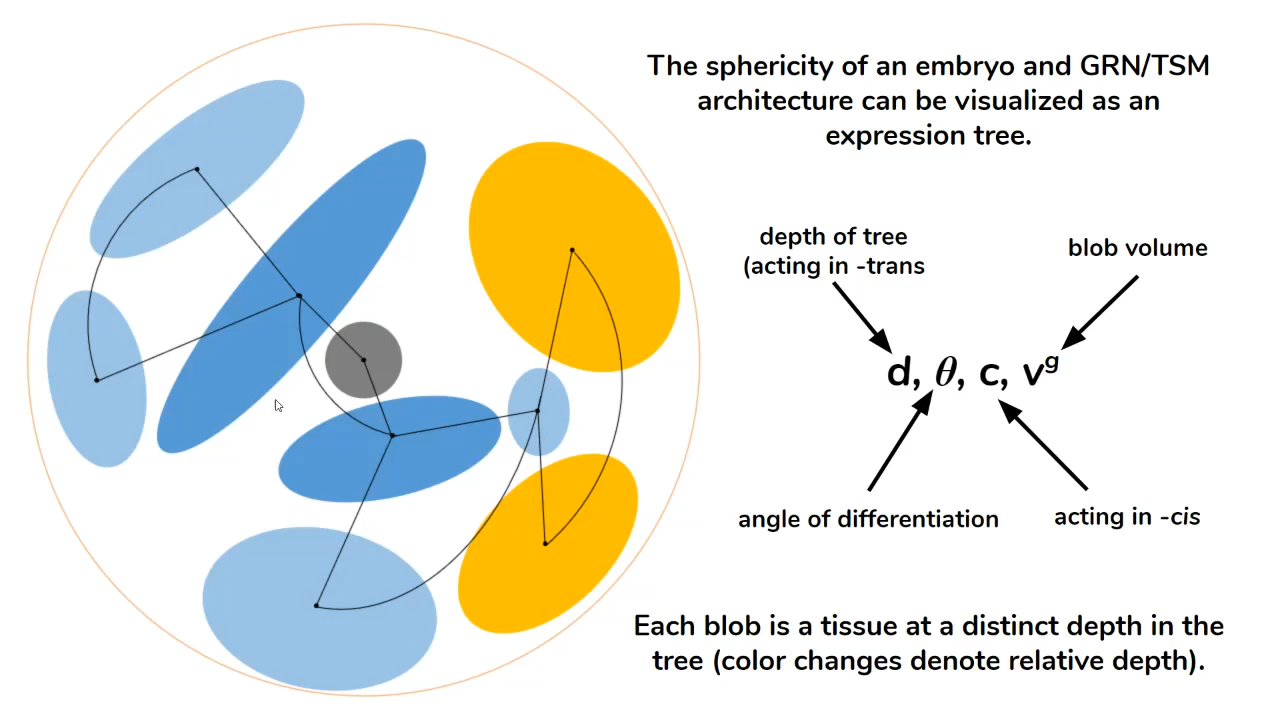 The sphericity of an embryo and GRN/TSM
architecture can be visualized as an
expression tree.
depth of tree
(acting in -trans
blob volume
d, θ, c, vᵍ
angle of differentiation
acting in -cis
Each blob is a tissue at a distinct depth in the
tree (color changes denote relative depth).